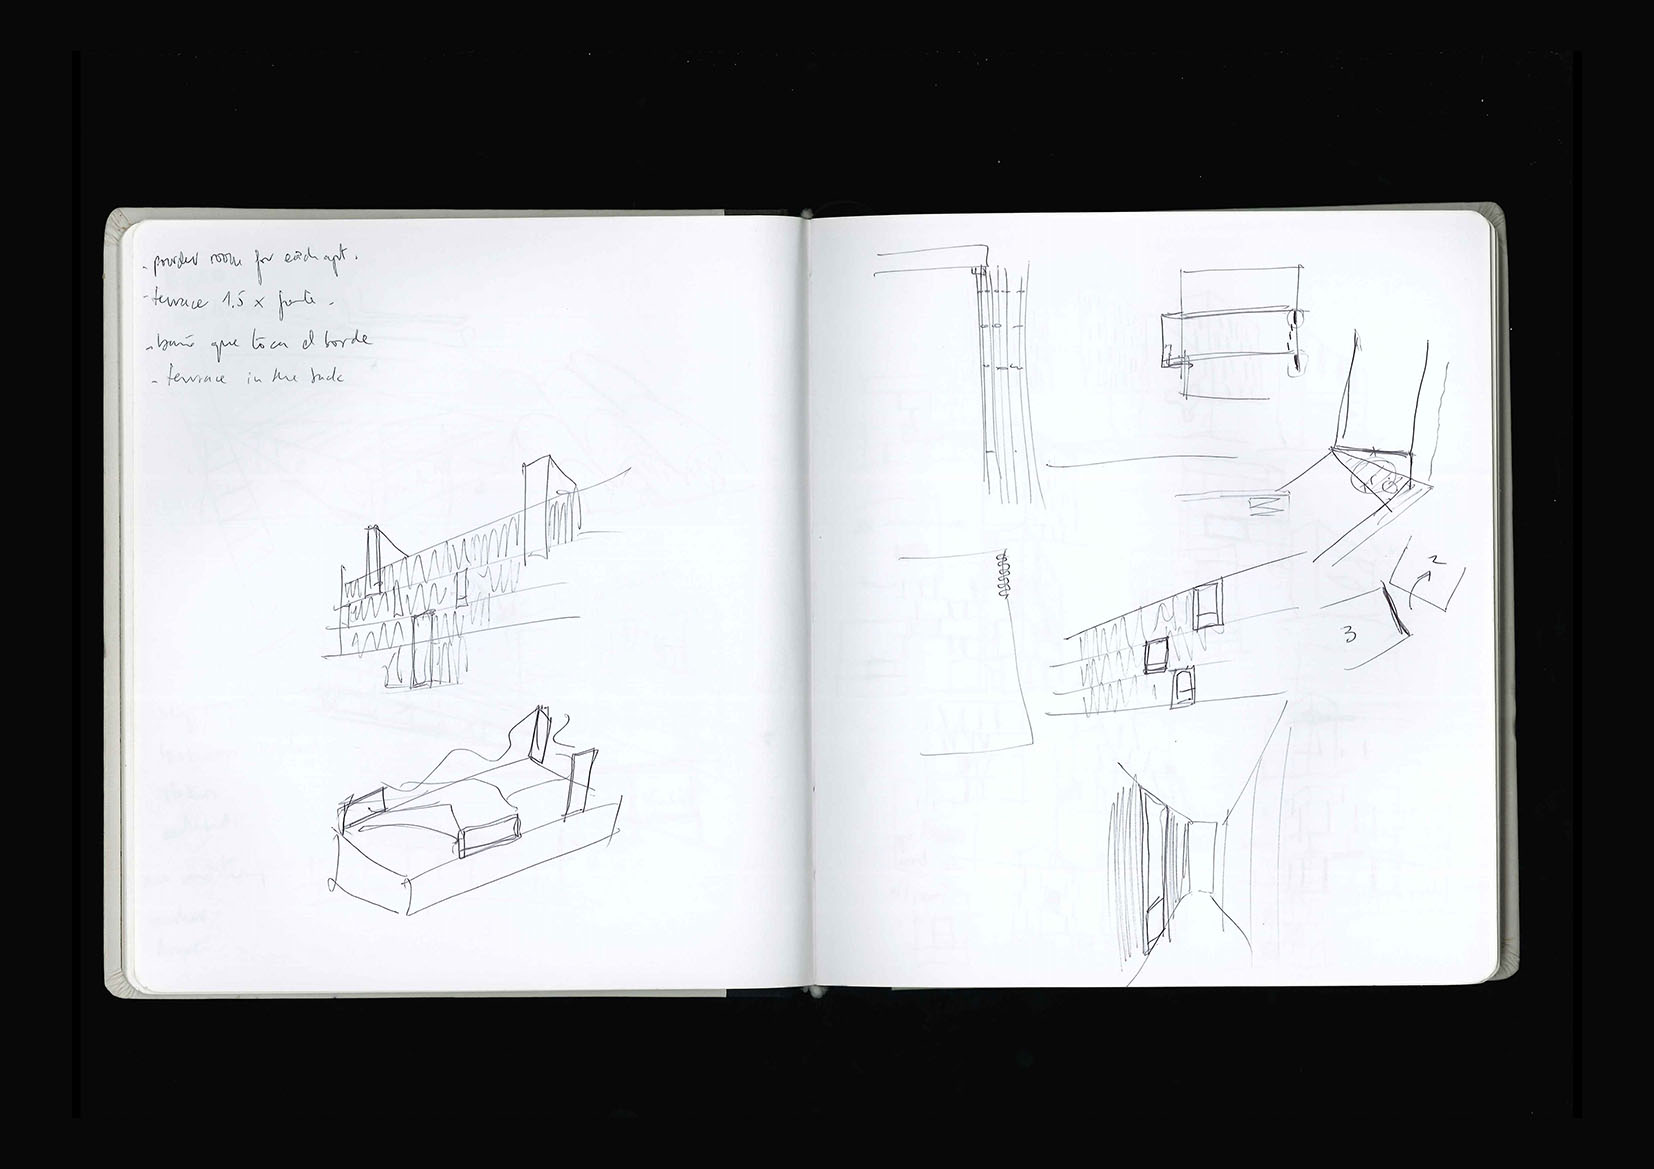 - powder room for each apt.
- terrace 1.5 x
- baño que toca el borde
- terrace in the back
2
3